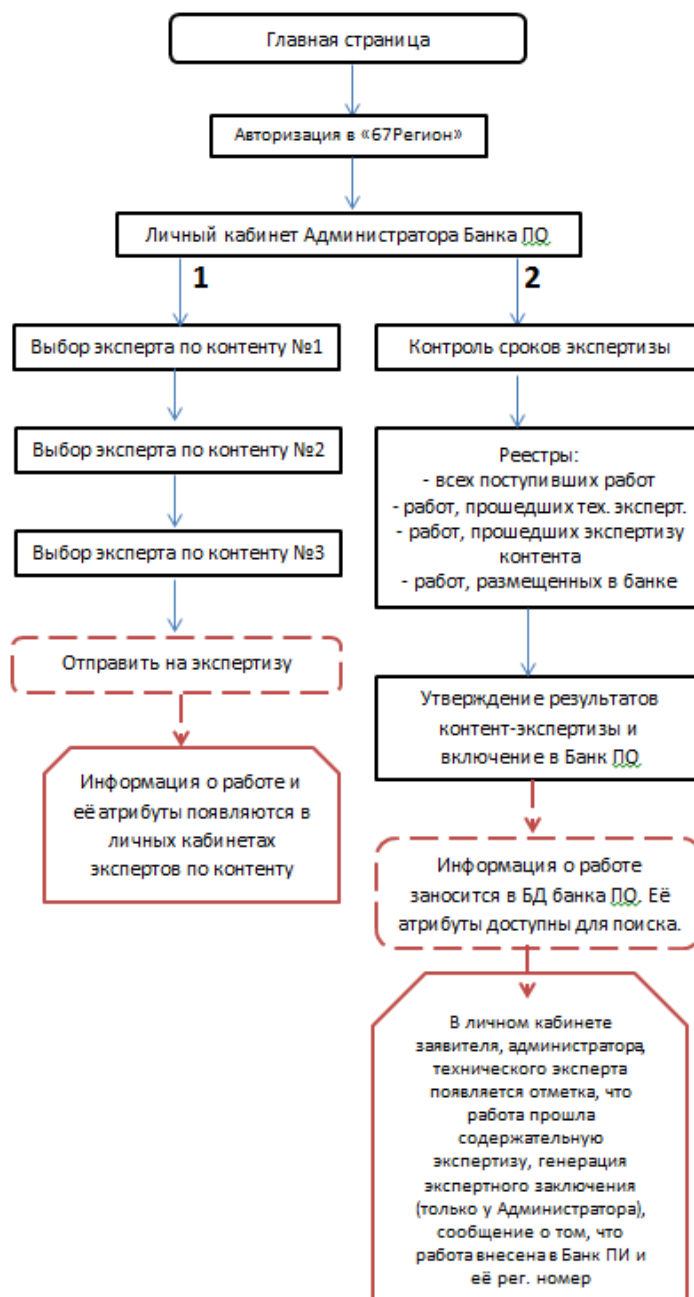 Главная страница
Авторизация в «67Регион»
Личный кабинет Администратора Банка ПО
1
2
Выбор эксперта по контенту №1
Выбор эксперта по контенту №2
Выбор эксперта по контенту №3
Отправить на экспертизу
Информация о работе и
её атрибуты появляются в
личных кабинетах
экспертов по контенту
Контроль сроков экспертизы
Реестры:
- всех поступивших работ
- работ, прошедших тех. эксперт.
- работ, прошедших экспертизу
контента
- работ, размещенных в банке
Утверждение результатов
контент-экспертизы и
включение в Банк ПО
Информация о работе
заносится в БД банка ПО. Её
атрибуты доступны для поиска.
В личном кабинете
заявителя, администратора,
технического эксперта
появляется отметка, что
работа прошла
содержательную
экспертизу, генерация
экспертного заключения
(только у Администратора),
сообщение о том, что
работа внесена в Банк ПИ и
её рег. номер